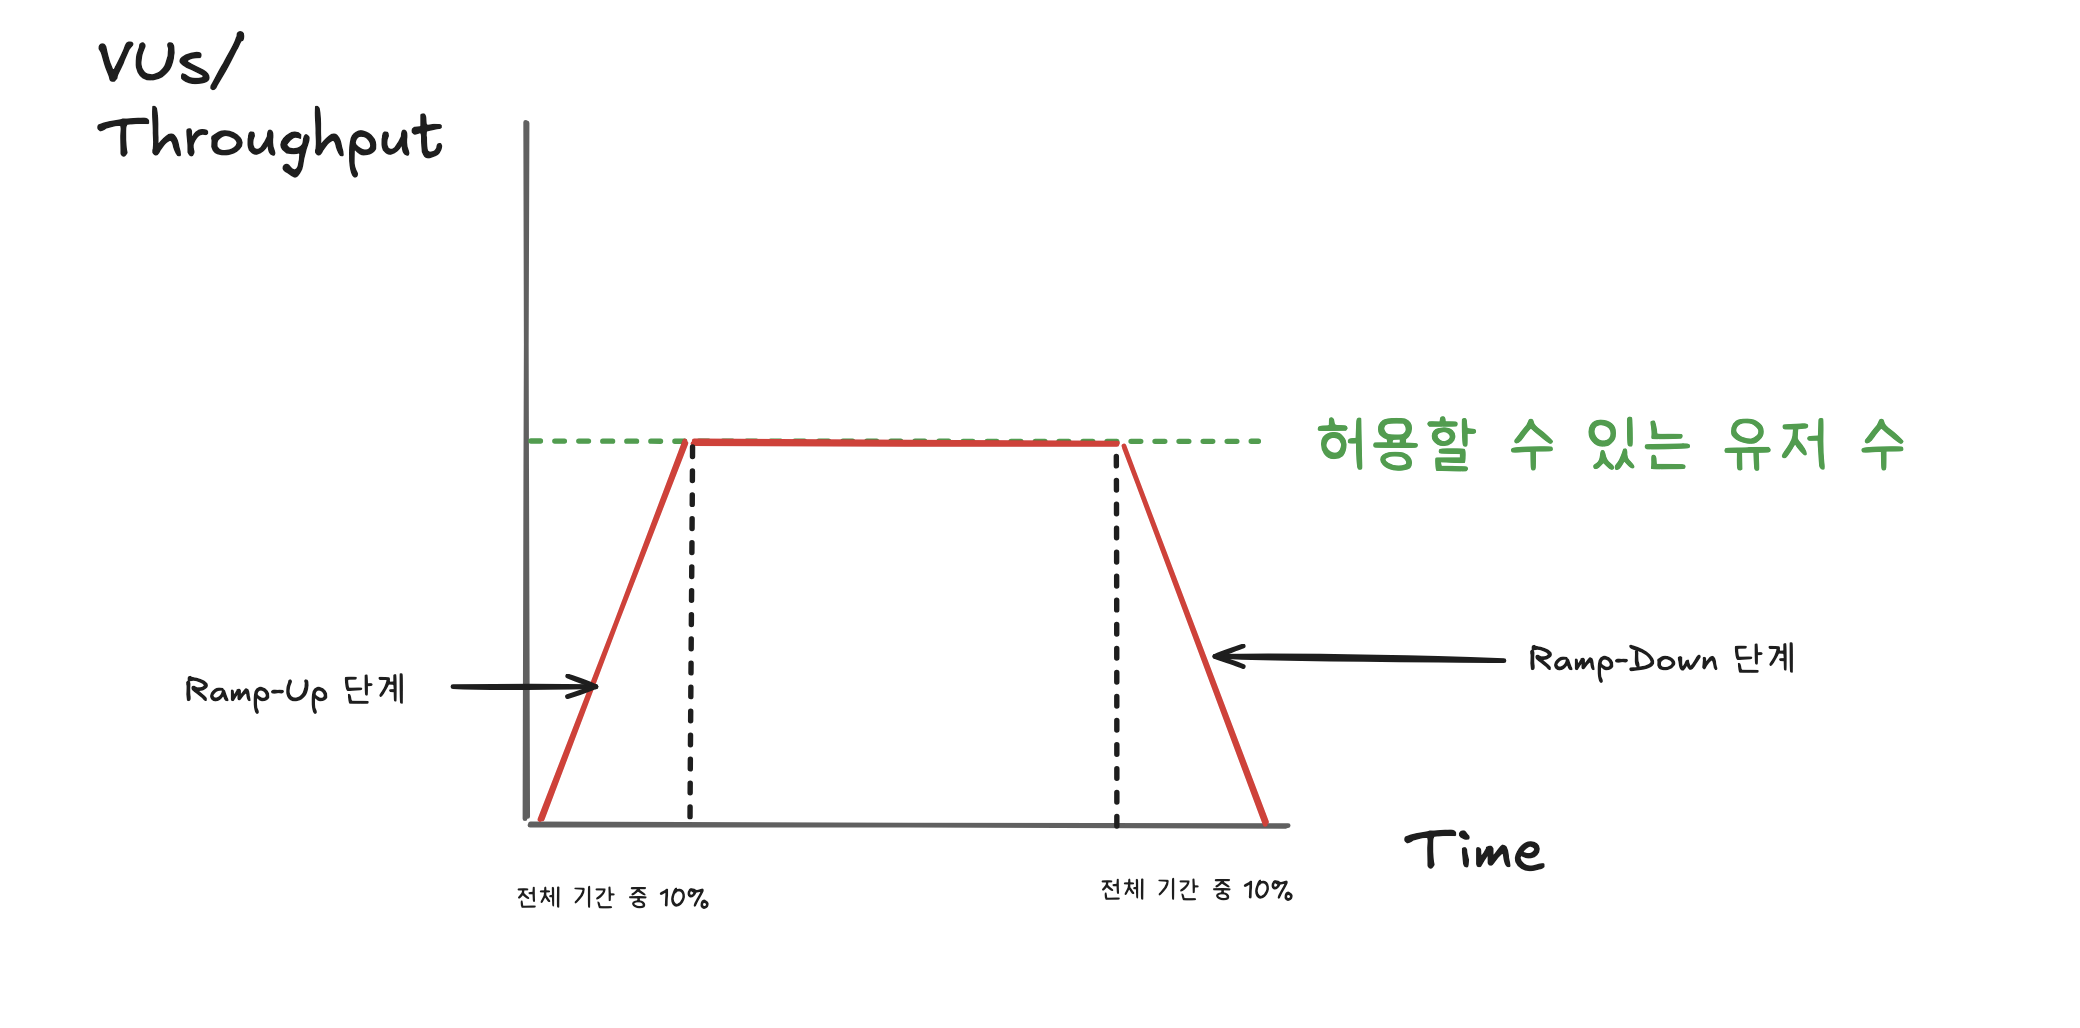 VUs/
Throughput
허용할 수 있는 유저 수
Ramp-Up 단계
Ramp-Down 단계
Time
전체 기간 중 10%
전체 기간 중 10%